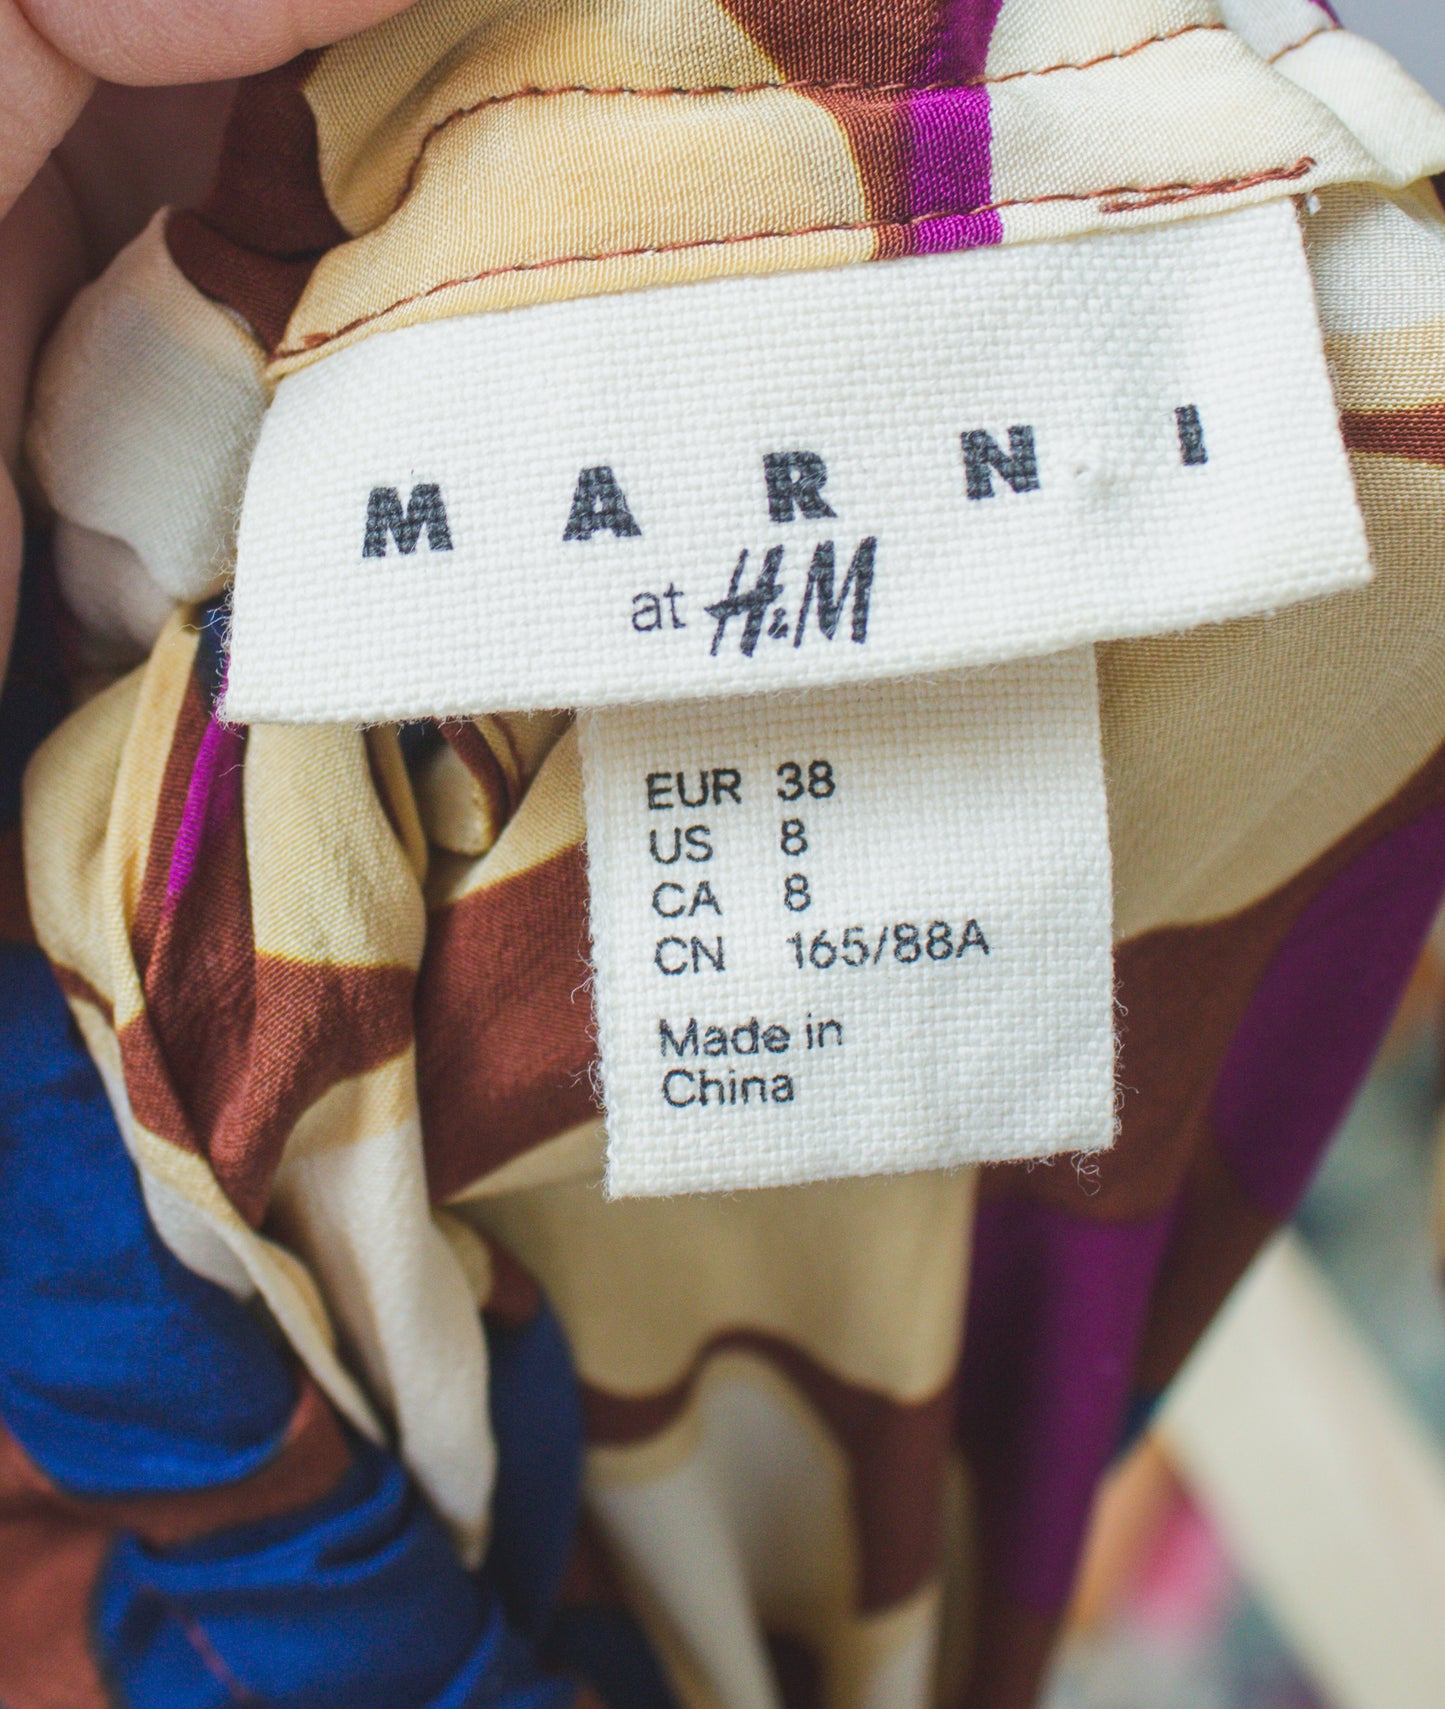 MARNI
at H&M
EUR 38
US 8
CA 8
CN 165/88A
Made in
China